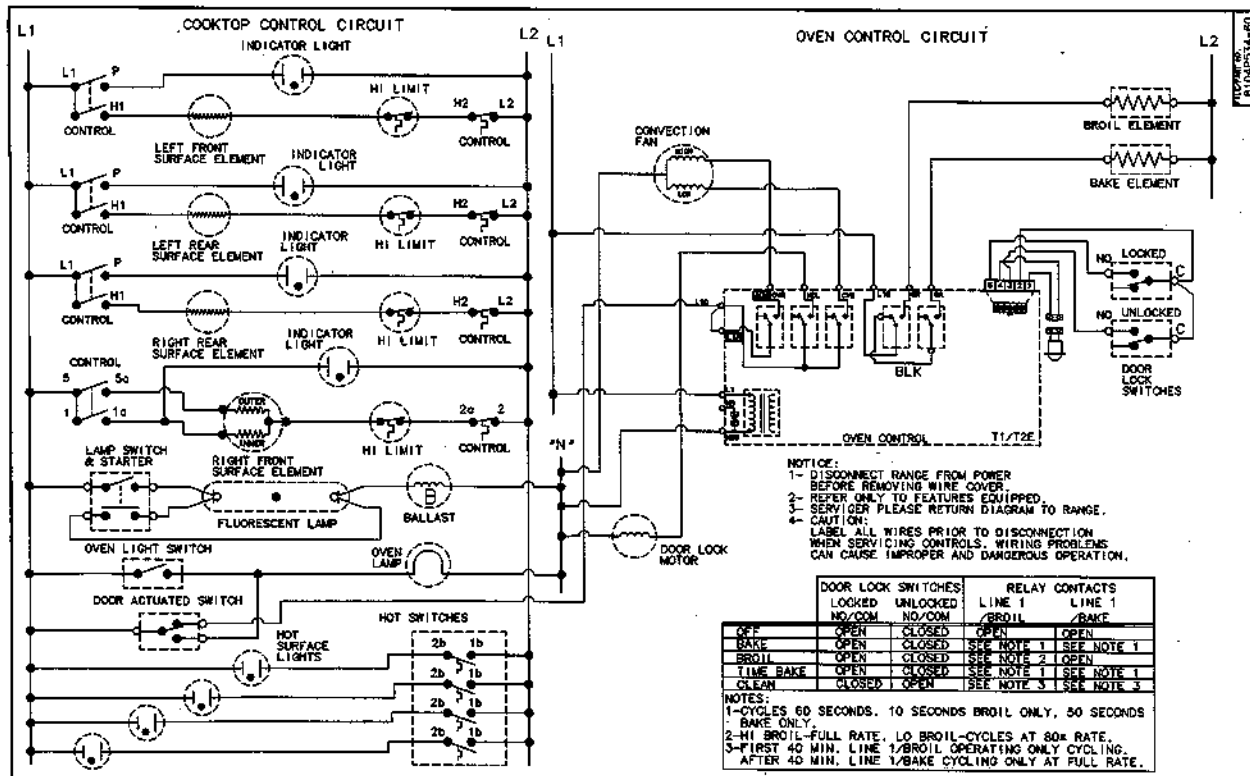 COOKTOP CONTROL CIRCUIT
OVEN CONTROL CIRCUIT
L1
L2
L1
L2
INDICATOR LIGHT
L1
P
H1
CONTROL
LEFT FRONT
SURFACE ELEMENT
HI LIMIT
H2
L2
CONTROL
INDICATOR
LIGHT
L1
P
H1
CONTROL
LEFT REAR
SURFACE ELEMENT
HI LIMIT
H2
L2
CONTROL
INDICATOR
LIGHT
L1
P
H1
CONTROL
RIGHT REAR
SURFACE ELEMENT
HI LIMIT
H2
L2
CONTROL
INDICATOR
LIGHT
CONTROL
5
5a
1
1a
OUTER
INNER
RIGHT FRONT
SURFACE ELEMENT
HI LIMIT
2a
2
CONTROL
LAMP SWITCH
& STARTER
FLUORESCENT LAMP
B
BALLAST
"N"
OVEN LIGHT SWITCH
OVEN
LAMP
DOOR ACTUATED SWITCH
HOT
SURFACE
LIGHTS
HOT SWITCHES
2b
1b
2b
1b
2b
1b
2b
1b
CONVECTION
FAN
HIGH
LOW
BROIL ELEMENT
BAKE ELEMENT
NO
LOCKED
C
NO
UNLOCKED
C
DOOR
LOCK
SWITCHES
BLK
L1
OVEN CONTROL
T1/T2E
DOOR LOCK
MOTOR
NOTICE:
1- DISCONNECT RANGE FROM POWER
BEFORE REMOVING WIRE COVER.
2- REFER ONLY TO FEATURES EQUIPPED.
3- SERVICER PLEASE RETURN DIAGRAM TO RANGE.
4- CAUTION:
LABEL ALL WIRES PRIOR TO DISCONNECTION
WHEN SERVICING CONTROLS. WIRING PROBLEMS
CAN CAUSE IMPROPER AND DANGEROUS OPERATION.
DOOR LOCK SWITCHES RELAY CONTACTS
LOCKED UNLOCKED LINE 1 LINE 1
NO/COM NO/COM /BROIL /BAKE
OFF OPEN CLOSED OPEN OPEN
BAKE OPEN CLOSED SEE NOTE 1 SEE NOTE 1
BROIL OPEN CLOSED SEE NOTE 2 OPEN
TIME BAKE OPEN CLOSED SEE NOTE 1 SEE NOTE 1
CLEAN CLOSED OPEN SEE NOTE 3 SEE NOTE 3
NOTES:
1-CYCLES 60 SECONDS. 10 SECONDS BROIL ONLY, 50 SECONDS
BAKE ONLY.
2-HI BROIL-FULL RATE, LO BROIL-CYCLES AT 80% RATE.
3-FIRST 40 MIN. LINE 1/BROIL OPERATING ONLY CYCLING.
AFTER 40 MIN. LINE 1/BAKE CYCLING ONLY AT FULL RATE.